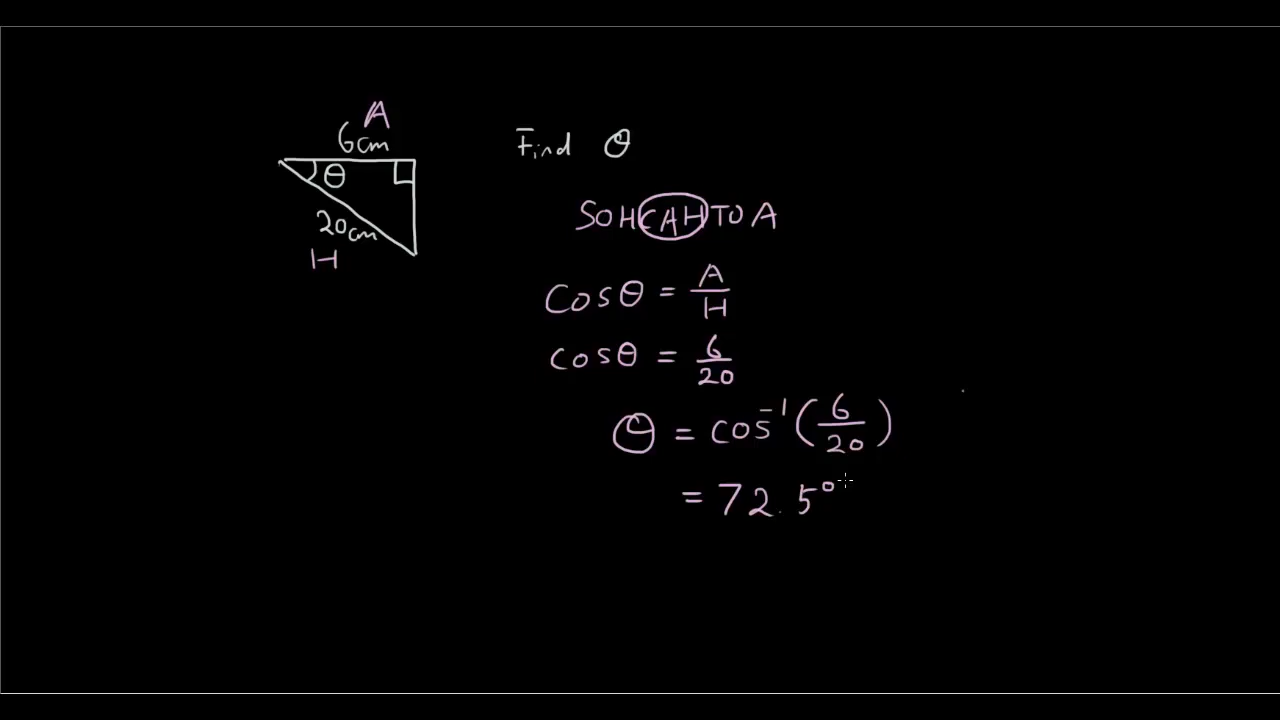 A
6cm
θ
20cm
H
Find θ
SOHCAHTOA
Cosθ = A/H
cosθ = 6/20
θ = cos⁻¹(6/20)
= 72.5°